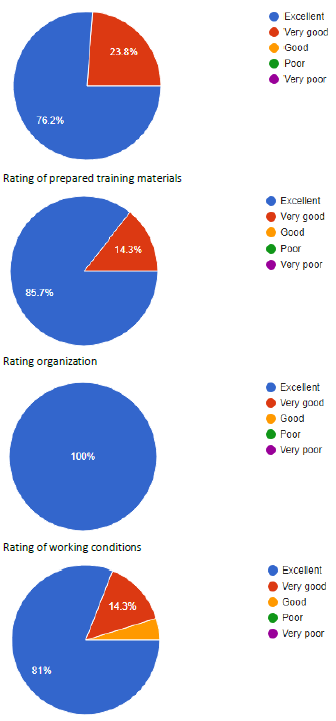 Excellent
Very good
Good
Poor
Very poor
23.8%
76.2%
Rating of prepared training materials
Excellent
Very good
Good
Poor
Very poor
14.3%
85.7%
Rating organization
Excellent
Very good
Good
Poor
Very poor
100%
Rating of working conditions
Excellent
Very good
Good
Poor
Very poor
14.3%
81%